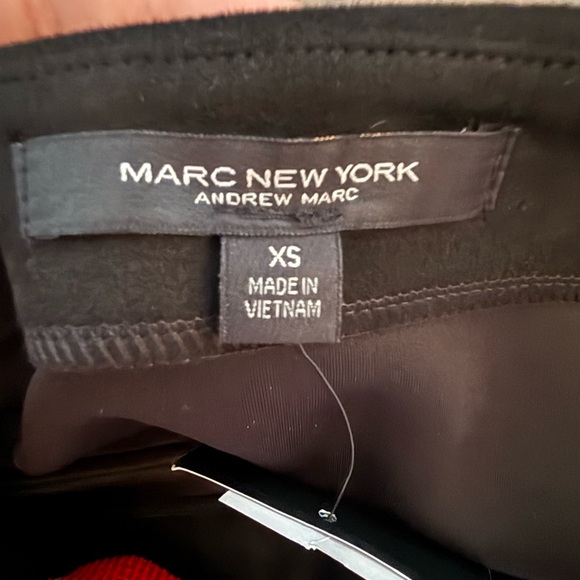 MARC NEW YORK
ANDREW MARC
XS
MADE IN
VIETNAM